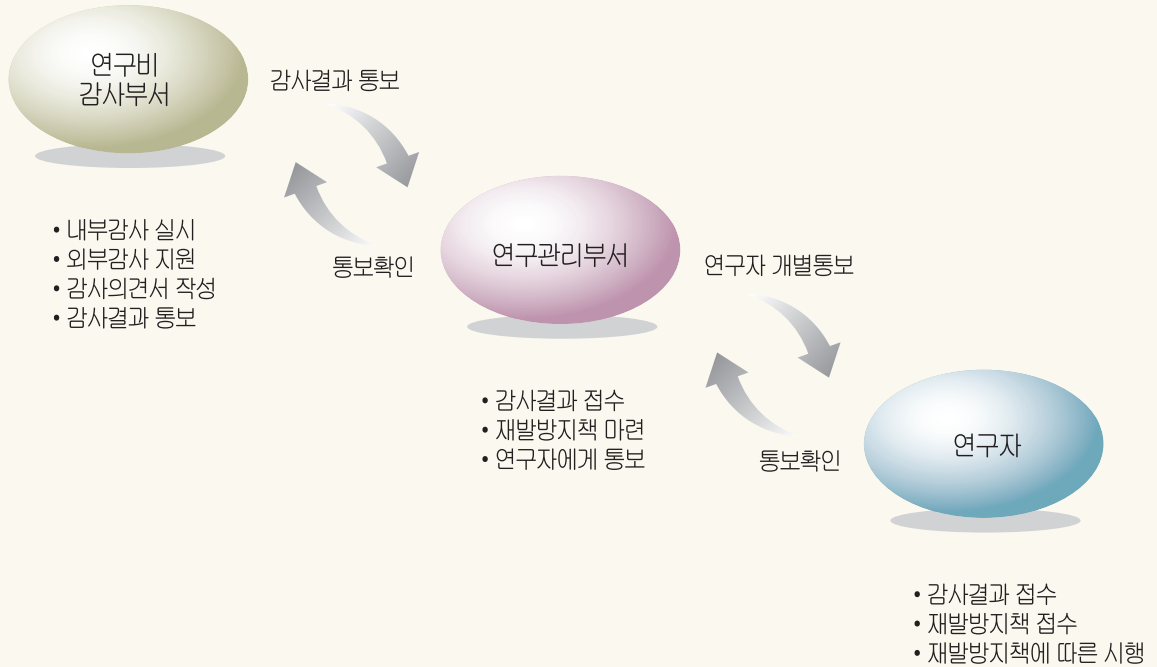 연구비
감사부서
감사결과 통보
통보확인
• 내부감사 실시
• 외부감사 지원
• 감사의견서 작성
• 감사결과 통보
연구관리부서
연구자 개별통보
통보확인
• 감사결과 접수
• 재발방지책 마련
• 연구자에게 통보
연구자
• 감사결과 접수
• 재발방지책 접수
• 재발방지책에 따른 시행